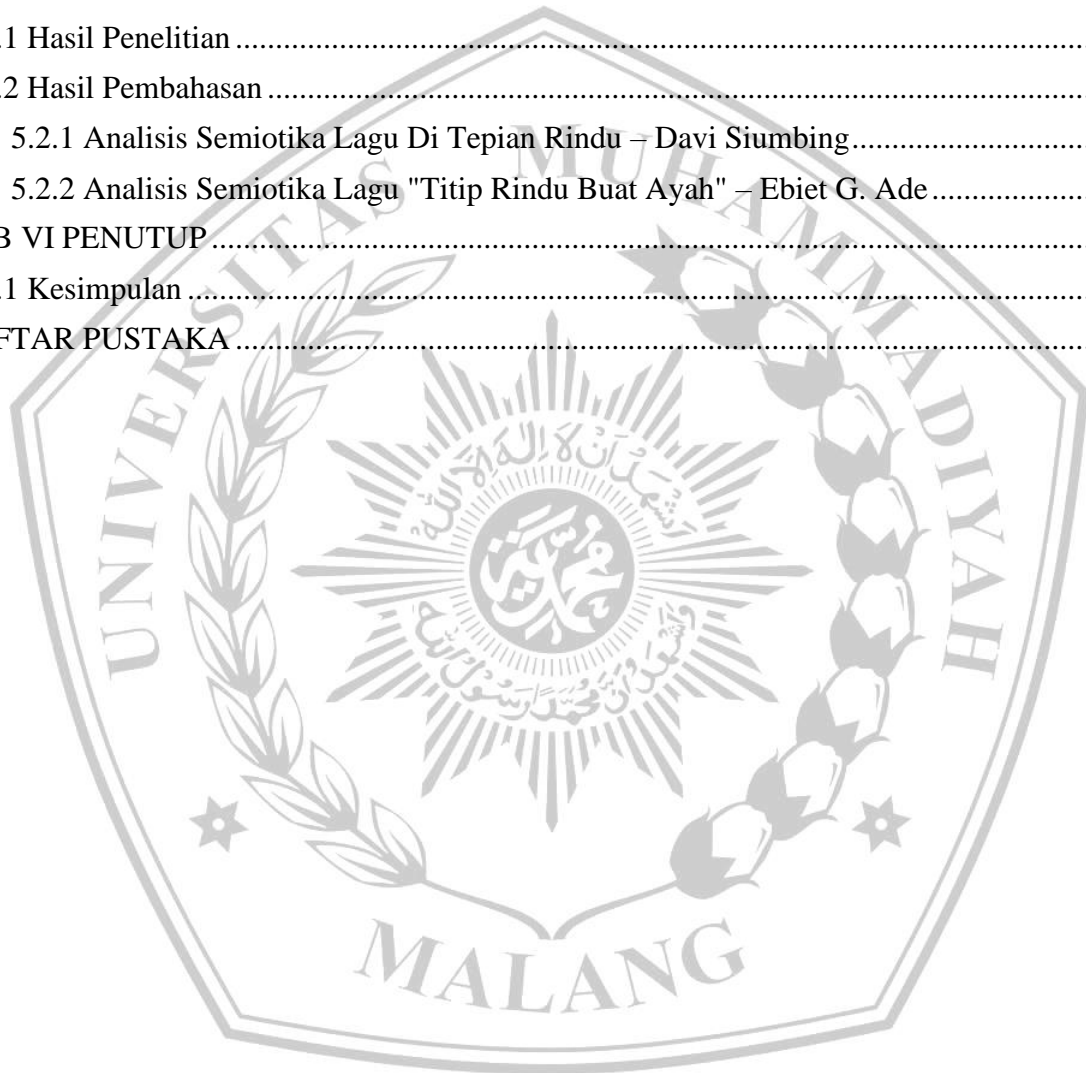 .1 Hasil Penelitian
.2 Hasil Pembahasan
5.2.1 Analisis Semiotika Lagu Di Tepian Rindu – Davi Siumbing
5.2.2 Analisis Semiotika Lagu "Titip Rindu Buat Ayah" – Ebiet G. Ade
B VI PENUTUP
.1 Kesimpulan
FTAR PUSTAKA
UNIVERSITAS MUHAMMADIYAH
MALANG